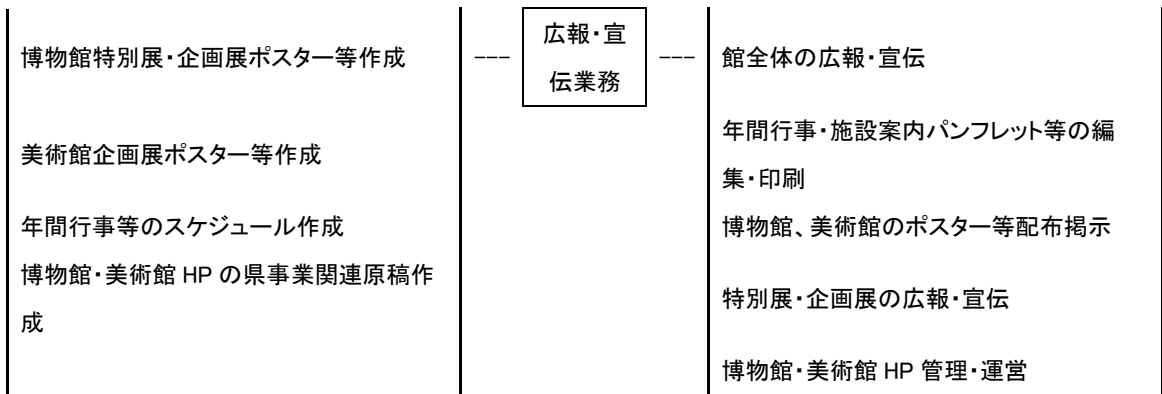 博物館特別展・企画展ポスター等作成
美術館企画展ポスター等作成
年間行事等のスケジュール作成
博物館・美術館 HP の県事業関連原稿作
成
---
広報・宣
伝業務
---
館全体の広報・宣伝
年間行事・施設案内パンフレット等の編
集・印刷
博物館、美術館のポスター等配布掲示
特別展・企画展の広報・宣伝
博物館・美術館 HP 管理・運営